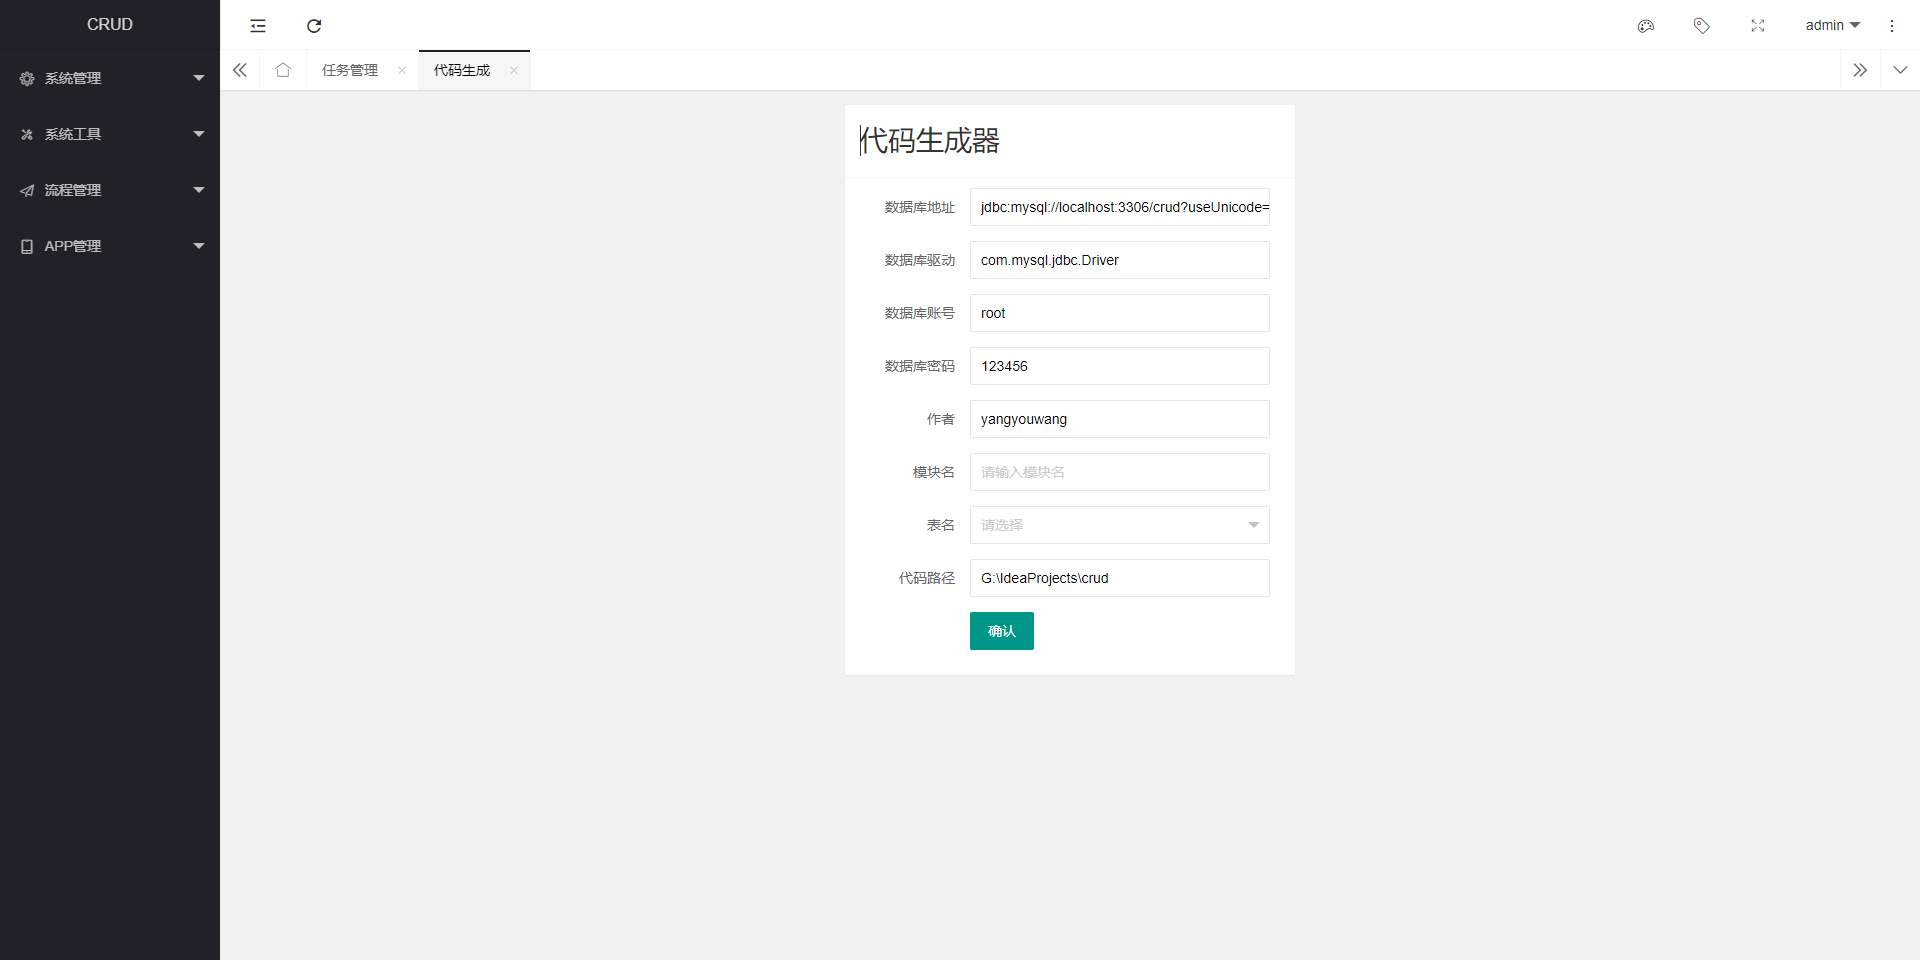 CRUD
admin
系统管理
系统工具
流程管理
APP管理
任务管理
代码生成
代码生成器
数据库地址 jdbc:mysql://localhost:3306/crud?useUnicode=
数据库驱动 com.mysql.jdbc.Driver
数据库账号 root
数据库密码 123456
作者 yangyouwang
模块名 请输入模块名
表名 请选择
代码路径 G:\IdeaProjects\crud
确认